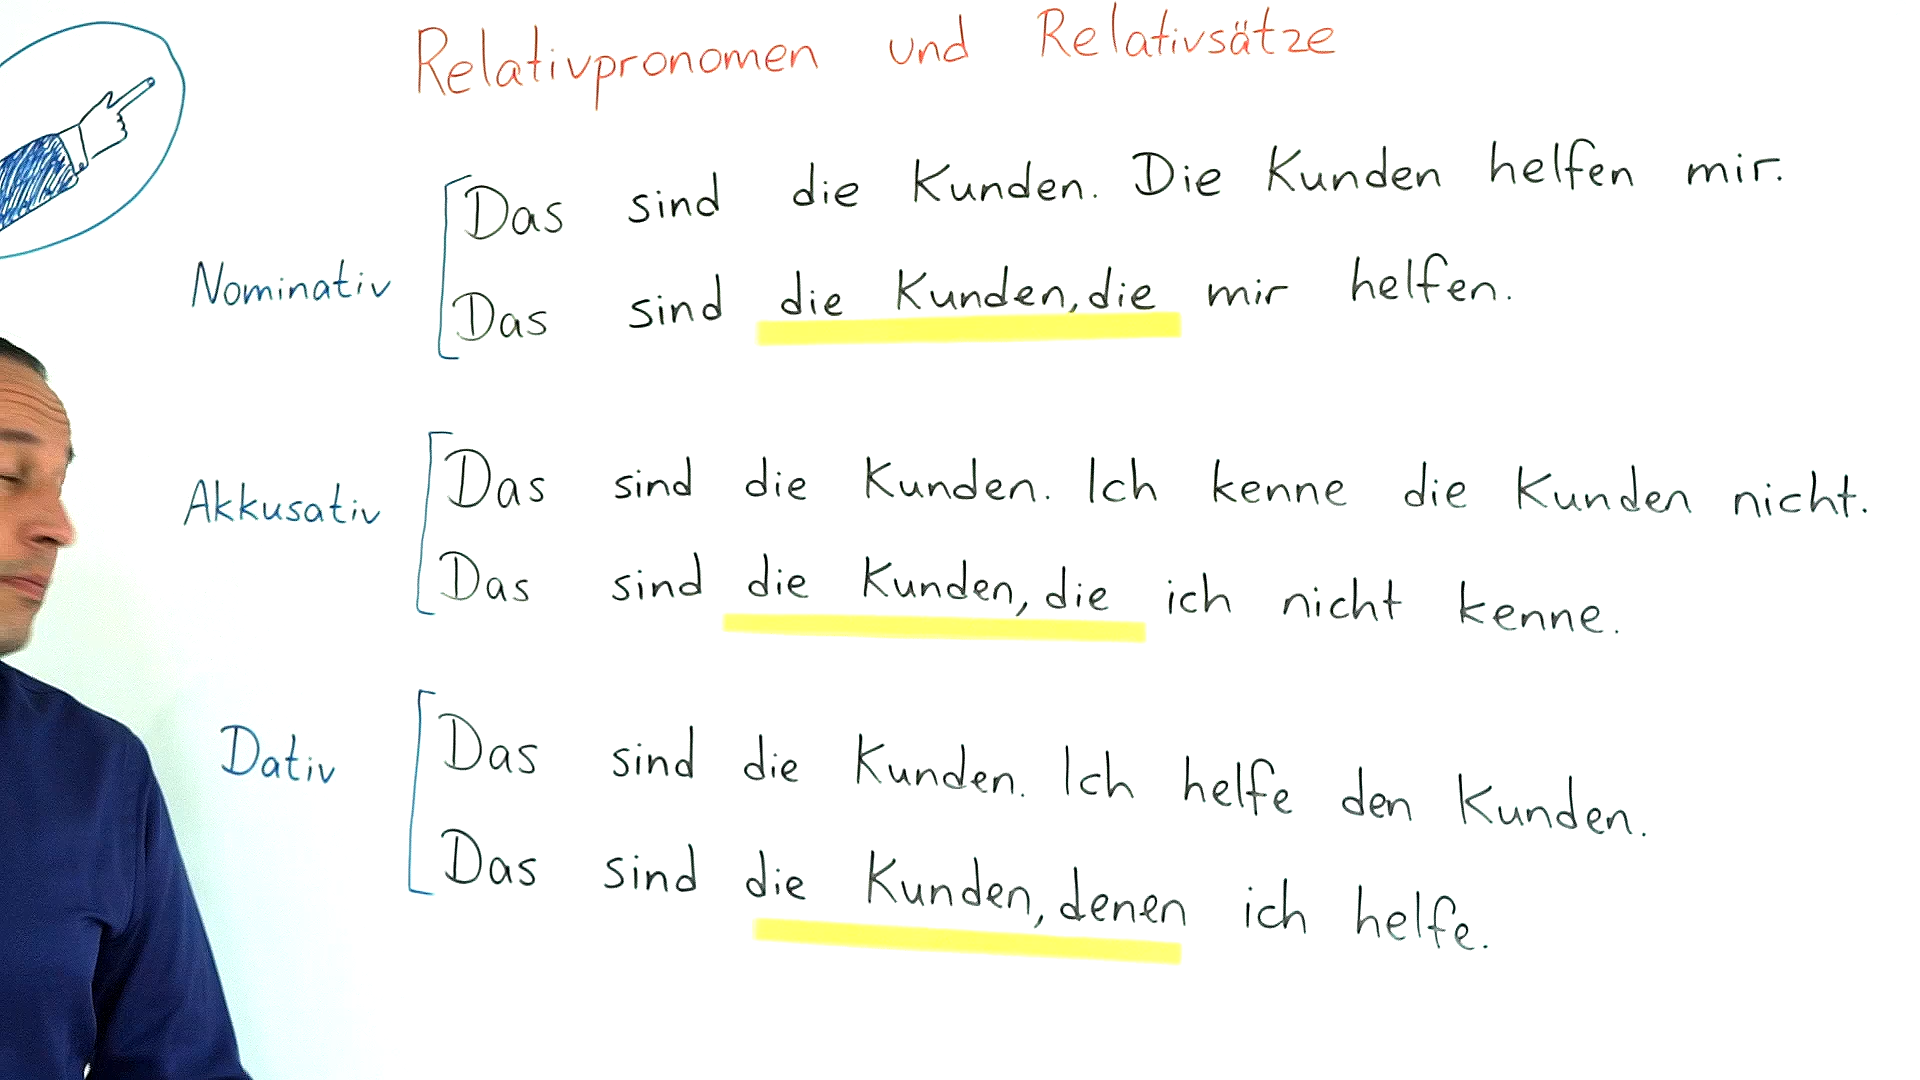 Relativpronomen und Relativsätze
Das sind die Kunden. Die Kunden helfen mir.
Nominativ
Das sind die Kunden, die mir helfen.
Das sind die Kunden. Ich kenne die Kunden nicht.
Akkusativ
Das sind die Kunden, die ich nicht kenne.
Das sind die Kunden. Ich helfe den Kunden.
Dativ
Das sind die Kunden, denen ich helfe.